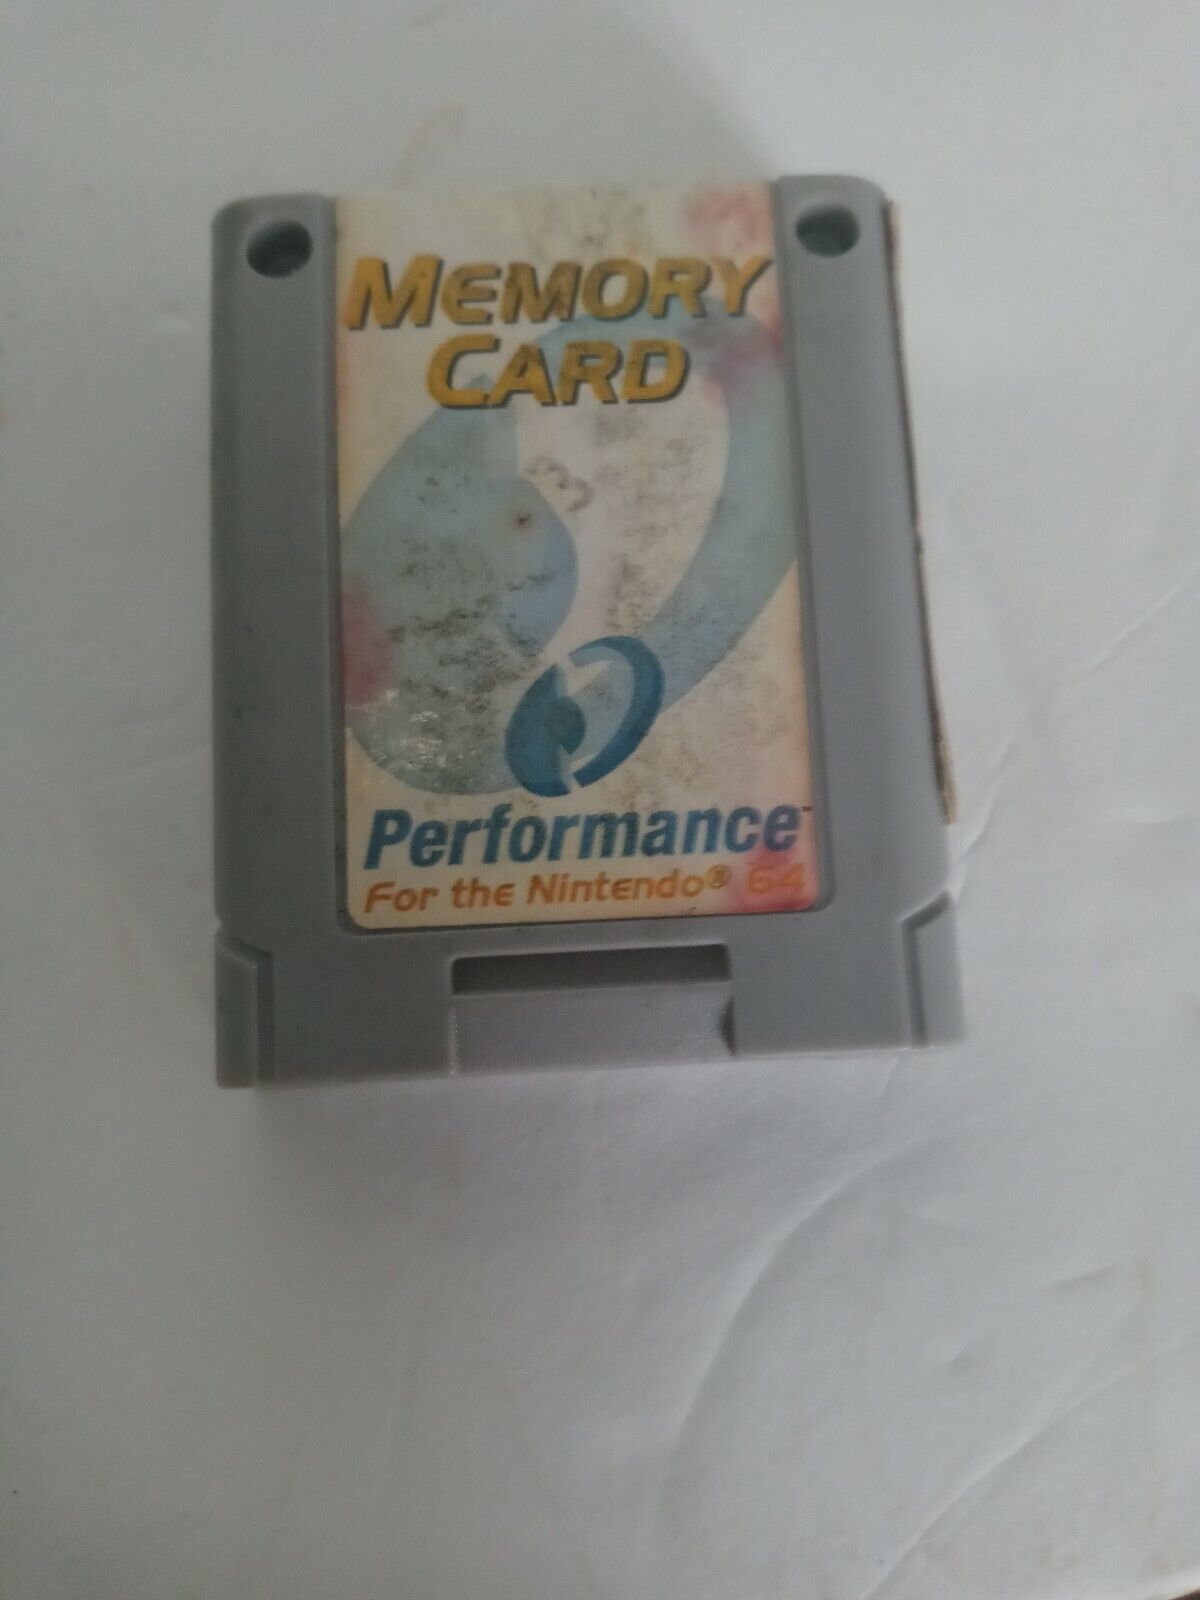 MEMORY
CARD
Performance™
For the Nintendo® 64